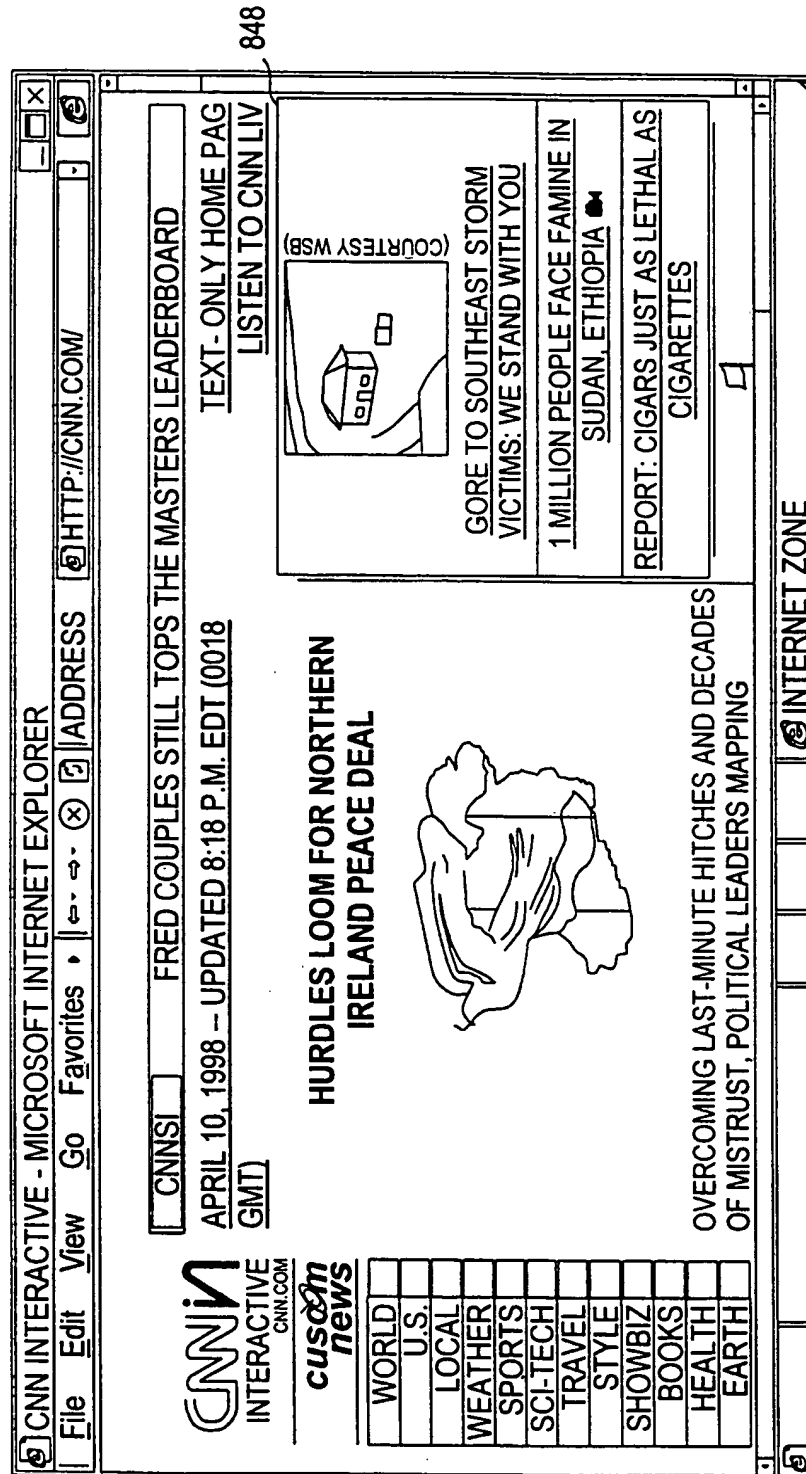 CNN INTERACTIVE - MICROSOFT INTERNET EXPLORER
File Edit View Go Favorites ADDRESS HTTP://CNN.COM/
CNNSI FRED COUPLES STILL TOPS THE MASTERS LEADERBOARD
APRIL 10, 1998 -- UPDATED 8:18 P.M. EDT (0018
GMT)
TEXT- ONLY HOME PAG
LISTEN TO CNN LIV
848
CNN IN
INTERACTIVE
CNN.COM
cusom
news
WORLD
U.S.
LOCAL
WEATHER
SPORTS
SCI-TECH
TRAVEL
STYLE
SHOWBIZ
BOOKS
HEALTH
EARTH
HURDLES LOOM FOR NORTHERN
IRELAND PEACE DEAL
OVERCOMING LAST-MINUTE HITCHES AND DECADES
OF MISTRUST, POLITICAL LEADERS MAPPING
(COURTESY WSB)
GORE TO SOUTHEAST STORM
VICTIMS: WE STAND WITH YOU
1 MILLION PEOPLE FACE FAMINE IN
SUDAN, ETHIOPIA
REPORT: CIGARS JUST AS LETHAL AS
CIGARETTES
INTERNET ZONE